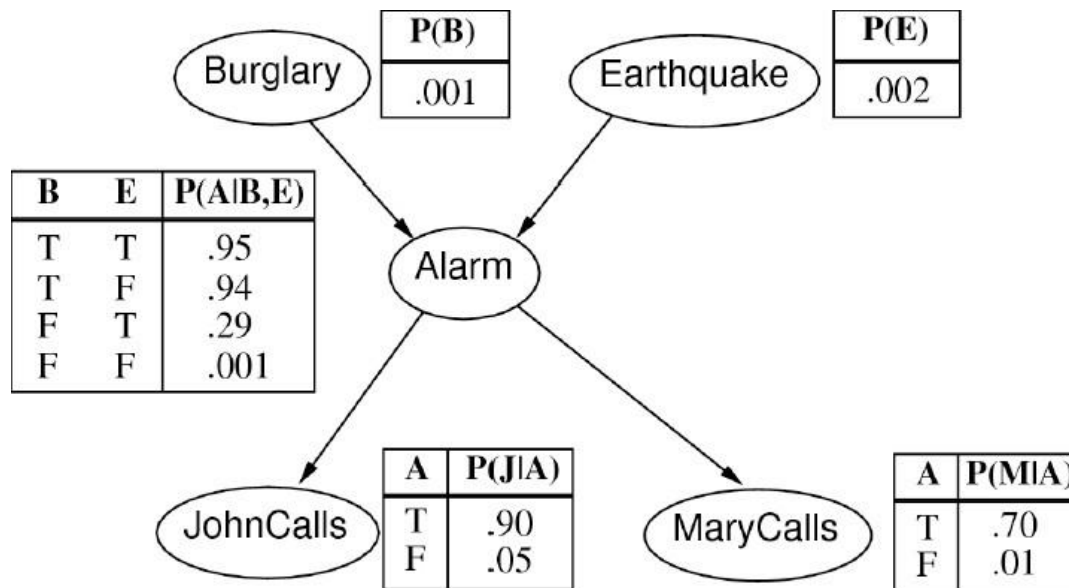 Burglary
P(B)
.001
Earthquake
P(E)
.002
B E P(A|B,E)
T T .95
T F .94
F T .29
F F .001
Alarm
JohnCalls
A P(J|A)
T .90
F .05
MaryCalls
A P(M|A)
T .70
F .01